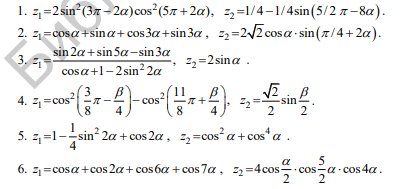 1. z₁=2sin²(3π−2α)cos²(5π+2α), z₂=1/4−1/4sin(5/2 π−8α).
2. z₁=cosα+sinα+cos3α+sin3α, z₂=2√2cosα·sin(π/4+2α).
3. z₁=(sin2α+sin5α−sin3α)/(cosα+1−2sin²2α), z₂=2sinα.
4. z₁=cos²(3/8π−β/4)−cos²(11/8π+β/4), z₂=√2/2 sin β/2.
5. z₁=1−1/4 sin²2α+cos2α, z₂=cos²α+cos⁴α.
6. z₁=cosα+cos2α+cos6α+cos7α, z₂=4cos α/2·cos 5/2 α·cos4α.